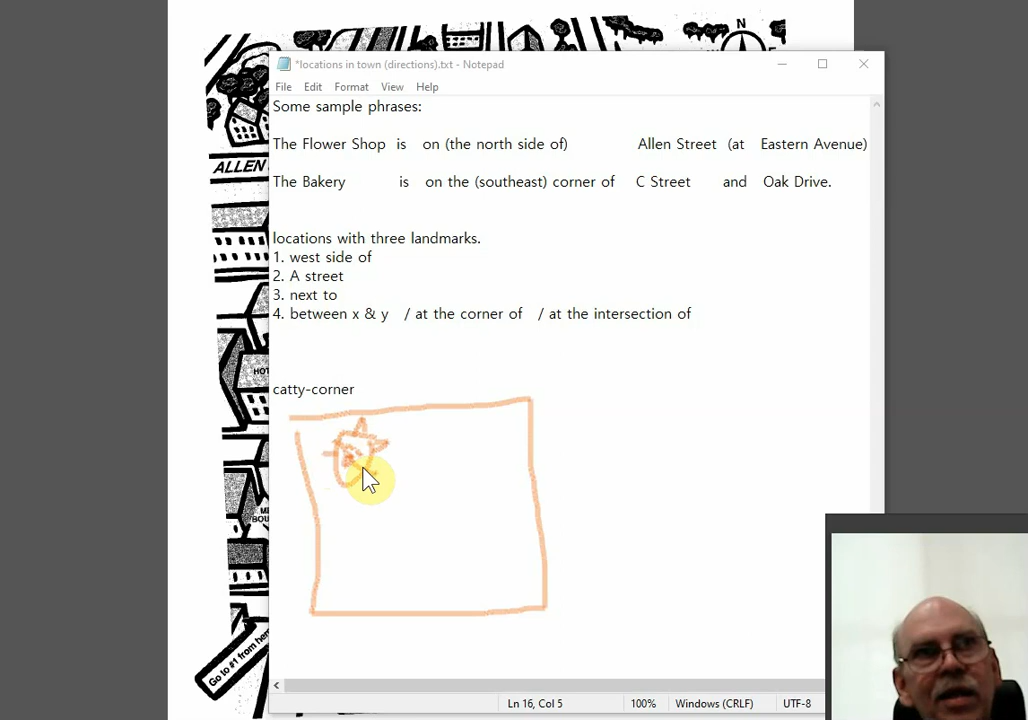 N
*locations in town (directions).txt - Notepad
File Edit Format View Help
Some sample phrases:
The Flower Shop is on (the north side of) Allen Street (at Eastern Avenue)
The Bakery is on the (southeast) corner of C Street and Oak Drive.
ALLEN
locations with three landmarks.
1. west side of
2. A street
3. next to
4. between x & y / at the corner of / at the intersection of
HOT
catty-corner
BOU
Go to #1 from her
Ln 16, Col 5 100% Windows (CRLF) UTF-8